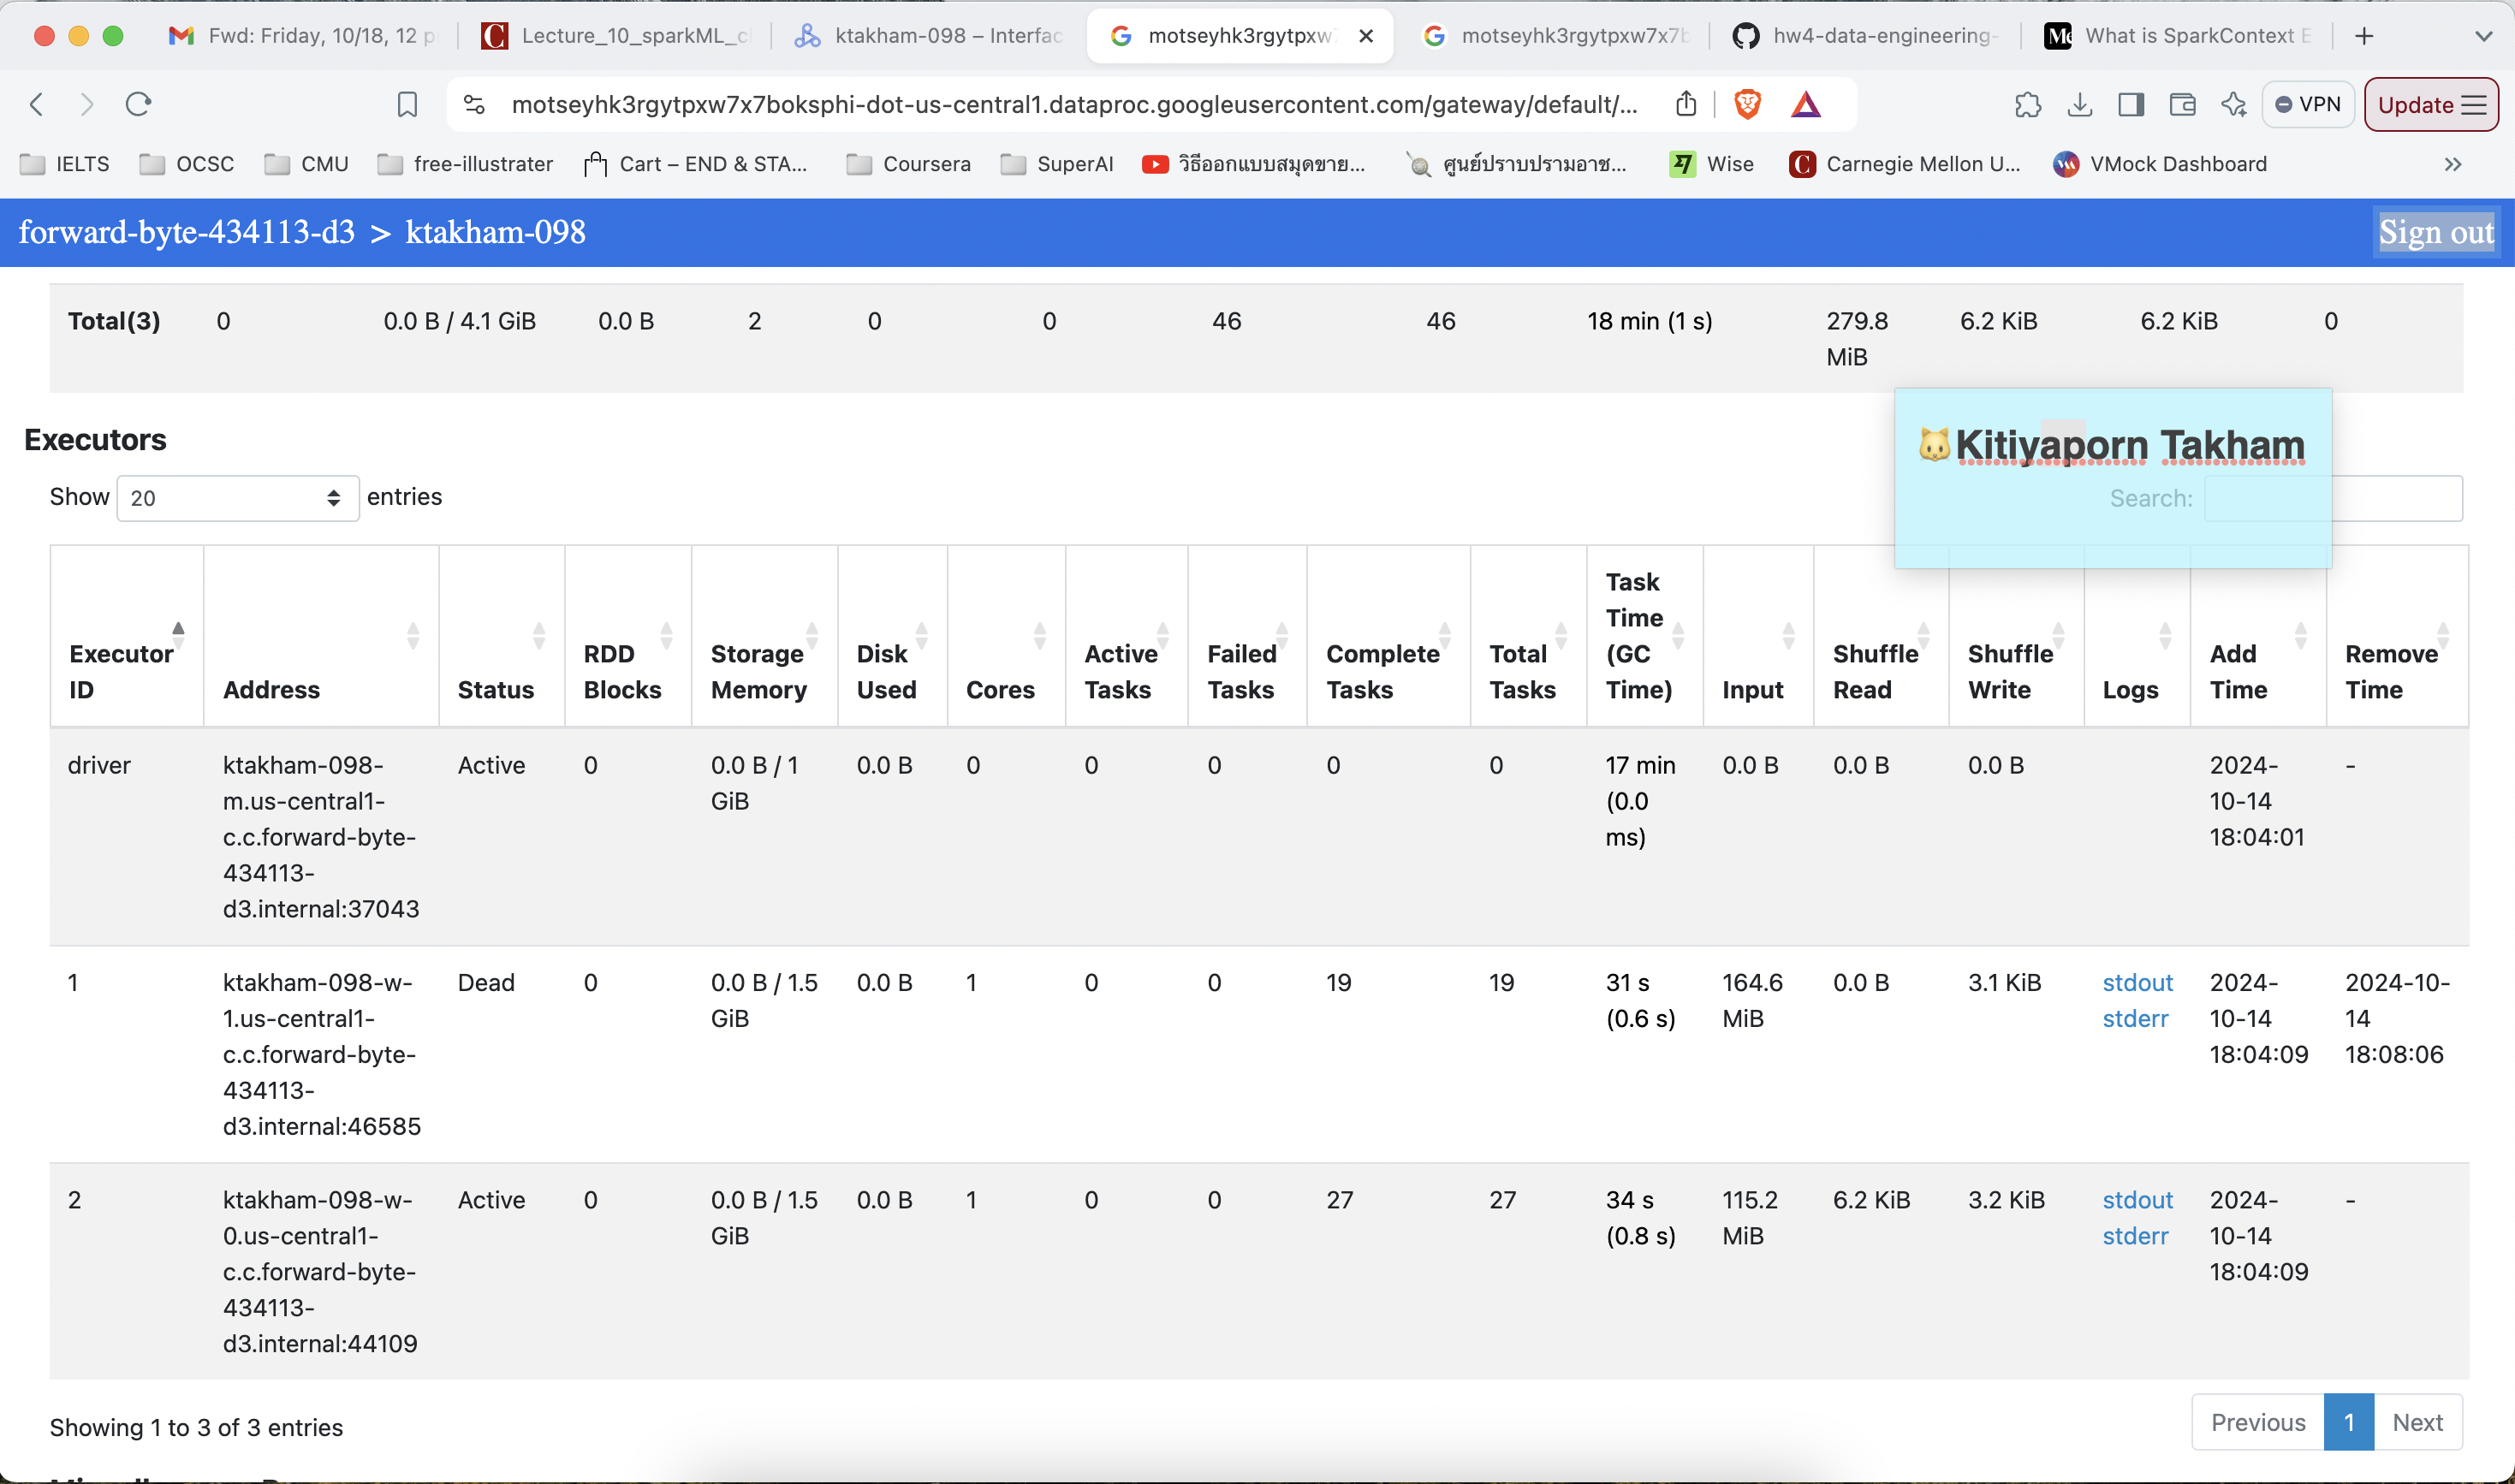 Fwd: Friday, 10/18, 12 p
Lecture_10_sparkML_c
ktakham-098 – Interfac
motseyhk3rgytpxw7
motseyhk3rgytpxw7x7b
hw4-data-engineering-
What is SparkContext E
motseyhk3rgytpxw7x7boksphi-dot-us-central1.dataproc.googleusercontent.com/gateway/default/...
VPN
Update
IELTS
OCSC
CMU
free-illustrater
Cart – END & STA...
Coursera
SuperAI
วิธีออกแบบสมุดขาย...
ศูนย์ปราบปรามอาช...
Wise
Carnegie Mellon U...
VMock Dashboard
forward-byte-434113-d3 > ktakham-098
Sign out
Total(3) 0 0.0 B / 4.1 GiB 0.0 B 2 0 0 46 46 18 min (1 s) 279.8 MiB 6.2 KiB 6.2 KiB 0
🐱Kitiyaporn Takham
Executors
Show 20 entries
Search:
Executor ID
Address
Status
RDD Blocks
Storage Memory
Disk Used
Cores
Active Tasks
Failed Tasks
Complete Tasks
Total Tasks
Task Time (GC Time)
Input
Shuffle Read
Shuffle Write
Logs
Add Time
Remove Time
driver
ktakham-098-
m.us-central1-
c.c.forward-byte-
434113-
d3.internal:37043
Active
0
0.0 B / 1 GiB
0.0 B
0
0
0
0
0
17 min (0.0 ms)
0.0 B
0.0 B
0.0 B
2024-
10-14
18:04:01
-
1
ktakham-098-w-
1.us-central1-
c.c.forward-byte-
434113-
d3.internal:46585
Dead
0
0.0 B / 1.5 GiB
0.0 B
1
0
0
19
19
31 s (0.6 s)
164.6 MiB
0.0 B
3.1 KiB
stdout
stderr
2024-
10-14
18:04:09
2024-10-
14
18:08:06
2
ktakham-098-w-
0.us-central1-
c.c.forward-byte-
434113-
d3.internal:44109
Active
0
0.0 B / 1.5 GiB
0.0 B
1
0
0
27
27
34 s (0.8 s)
115.2 MiB
6.2 KiB
3.2 KiB
stdout
stderr
2024-
10-14
18:04:09
-
Showing 1 to 3 of 3 entries
Previous 1 Next